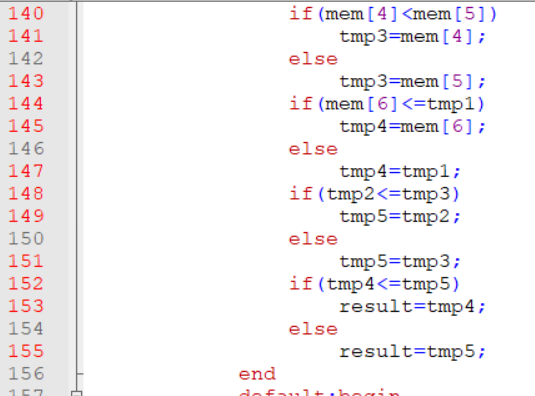 140 if(mem[4]<mem[5])
141 tmp3=mem[4];
142 else
143 tmp3=mem[5];
144 if(mem[6]<=tmp1)
145 tmp4=mem[6];
146 else
147 tmp4=tmp1;
148 if(tmp2<=tmp3)
149 tmp5=tmp2;
150 else
151 tmp5=tmp3;
152 if(tmp4<=tmp5)
153 result=tmp4;
154 else
155 result=tmp5;
156 end
157 default:begin